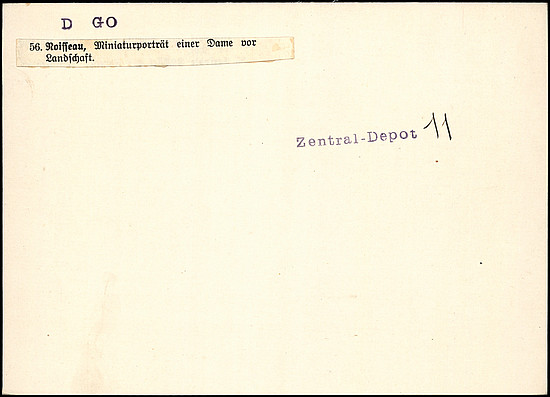 D GO
56. Noisseau, Miniaturporträt einer Dame vor
Landschaft.
Zentral-Depot 11